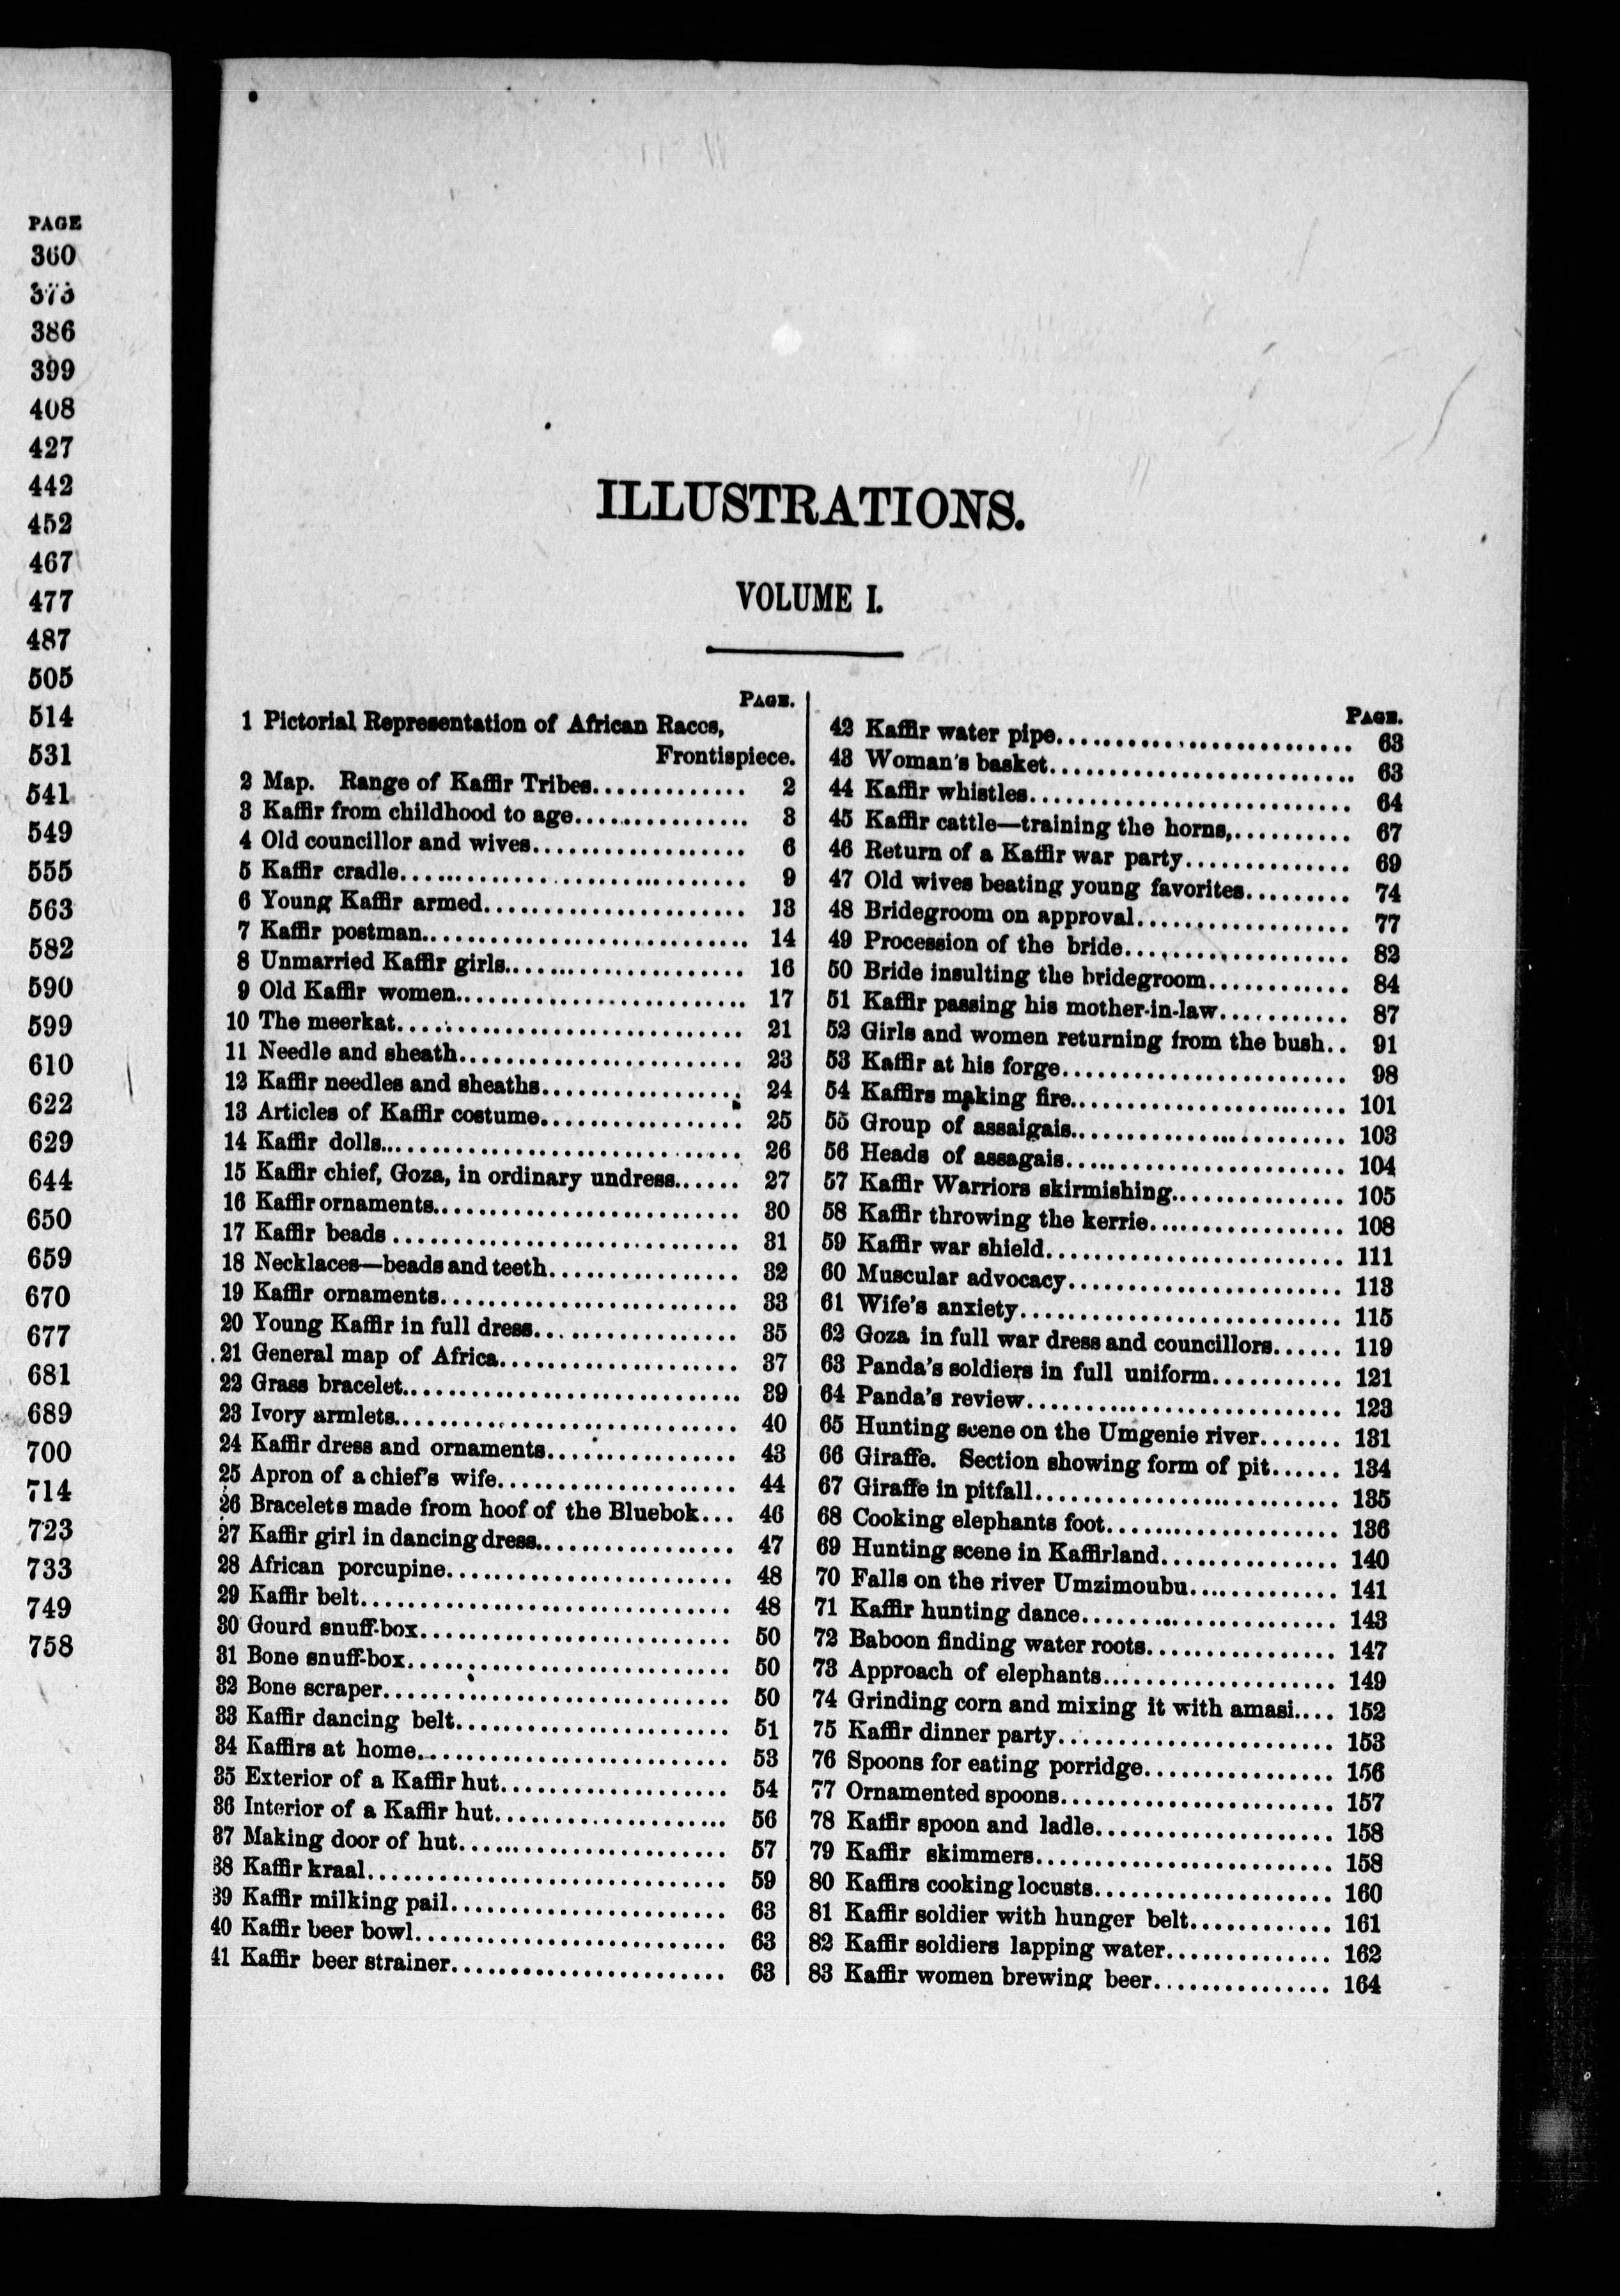 PAGE
360
373
386
399
408
427
442
452
467
477
487
505
514
531
541
549
555
563
582
590
599
610
622
629
644
650
659
670
677
681
689
700
714
723
733
749
758
ILLUSTRATIONS.
VOLUME I.
PAGE.
1 Pictorial Representation of African Races,
Frontispiece.
2 Map. Range of Kaffir Tribes............. 2
3 Kaffir from childhood to age............... 3
4 Old councillor and wives.................. 6
5 Kaffir cradle............................. 9
6 Young Kaffir armed...................... 13
7 Kaffir postman........................... 14
8 Unmarried Kaffir girls.................... 16
9 Old Kaffir women........................ 17
10 The meerkat............................. 21
11 Needle and sheath........................ 23
12 Kaffir needles and sheaths................. 24
13 Articles of Kaffir costume................. 25
14 Kaffir dolls.............................. 26
15 Kaffir chief, Goza, in ordinary undress...... 27
16 Kaffir ornaments.......................... 30
17 Kaffir beads ............................. 31
18 Necklaces—beads and teeth................ 32
19 Kaffir ornaments......................... 33
20 Young Kaffir in full dress................. 35
21 General map of Africa.................... 37
22 Grass bracelet............................ 39
23 Ivory armlets............................. 40
24 Kaffir dress and ornaments................ 43
25 Apron of a chief's wife.................... 44
26 Bracelets made from hoof of the Bluebok... 46
27 Kaffir girl in dancing dress................. 47
28 African porcupine........................ 48
29 Kaffir belt............................... 48
30 Gourd snuff-box.......................... 50
31 Bone snuff-box........................... 50
32 Bone scraper............................. 50
33 Kaffir dancing belt....................... 51
34 Kaffirs at home.......................... 53
35 Exterior of a Kaffir hut................... 54
36 Interior of a Kaffir hut.................... 56
37 Making door of hut....................... 57
38 Kaffir kraal.............................. 59
39 Kaffir milking pail....................... 63
40 Kaffir beer bowl.......................... 63
41 Kaffir beer strainer....................... 63
PAGE.
42 Kaffir water pipe......................... 63
43 Woman's basket.......................... 63
44 Kaffir whistles........................... 64
45 Kaffir cattle—training the horns,.......... 67
46 Return of a Kaffir war party.............. 69
47 Old wives beating young favorites......... 74
48 Bridegroom on approval.................. 77
49 Procession of the bride................... 82
50 Bride insulting the bridegroom............ 84
51 Kaffir passing his mother-in-law........... 87
52 Girls and women returning from the bush.. 91
53 Kaffir at his forge........................ 98
54 Kaffirs making fire....................... 101
55 Group of assaigais........................ 103
56 Heads of assagais........................ 104
57 Kaffir Warriors skirmishing............... 105
58 Kaffir throwing the kerrie................. 108
59 Kaffir war shield......................... 111
60 Muscular advocacy....................... 113
61 Wife's anxiety........................... 115
62 Goza in full war dress and councillors...... 119
63 Panda's soldiers in full uniform........... 121
64 Panda's review........................... 123
65 Hunting scene on the Umgenie river....... 131
66 Giraffe. Section showing form of pit...... 134
67 Giraffe in pitfall.......................... 135
68 Cooking elephants foot.................... 136
69 Hunting scene in Kaffirland............... 140
70 Falls on the river Umzimoubu............. 141
71 Kaffir hunting dance...................... 143
72 Baboon finding water roots................ 147
73 Approach of elephants.................... 149
74 Grinding corn and mixing it with amasi.... 152
75 Kaffir dinner party....................... 153
76 Spoons for eating porridge................ 156
77 Ornamented spoons....................... 157
78 Kaffir spoon and ladle.................... 158
79 Kaffir skimmers.......................... 158
80 Kaffirs cooking locusts.................... 160
81 Kaffir soldier with hunger belt............ 161
82 Kaffir soldiers lapping water.............. 162
83 Kaffir women brewing beer............... 164